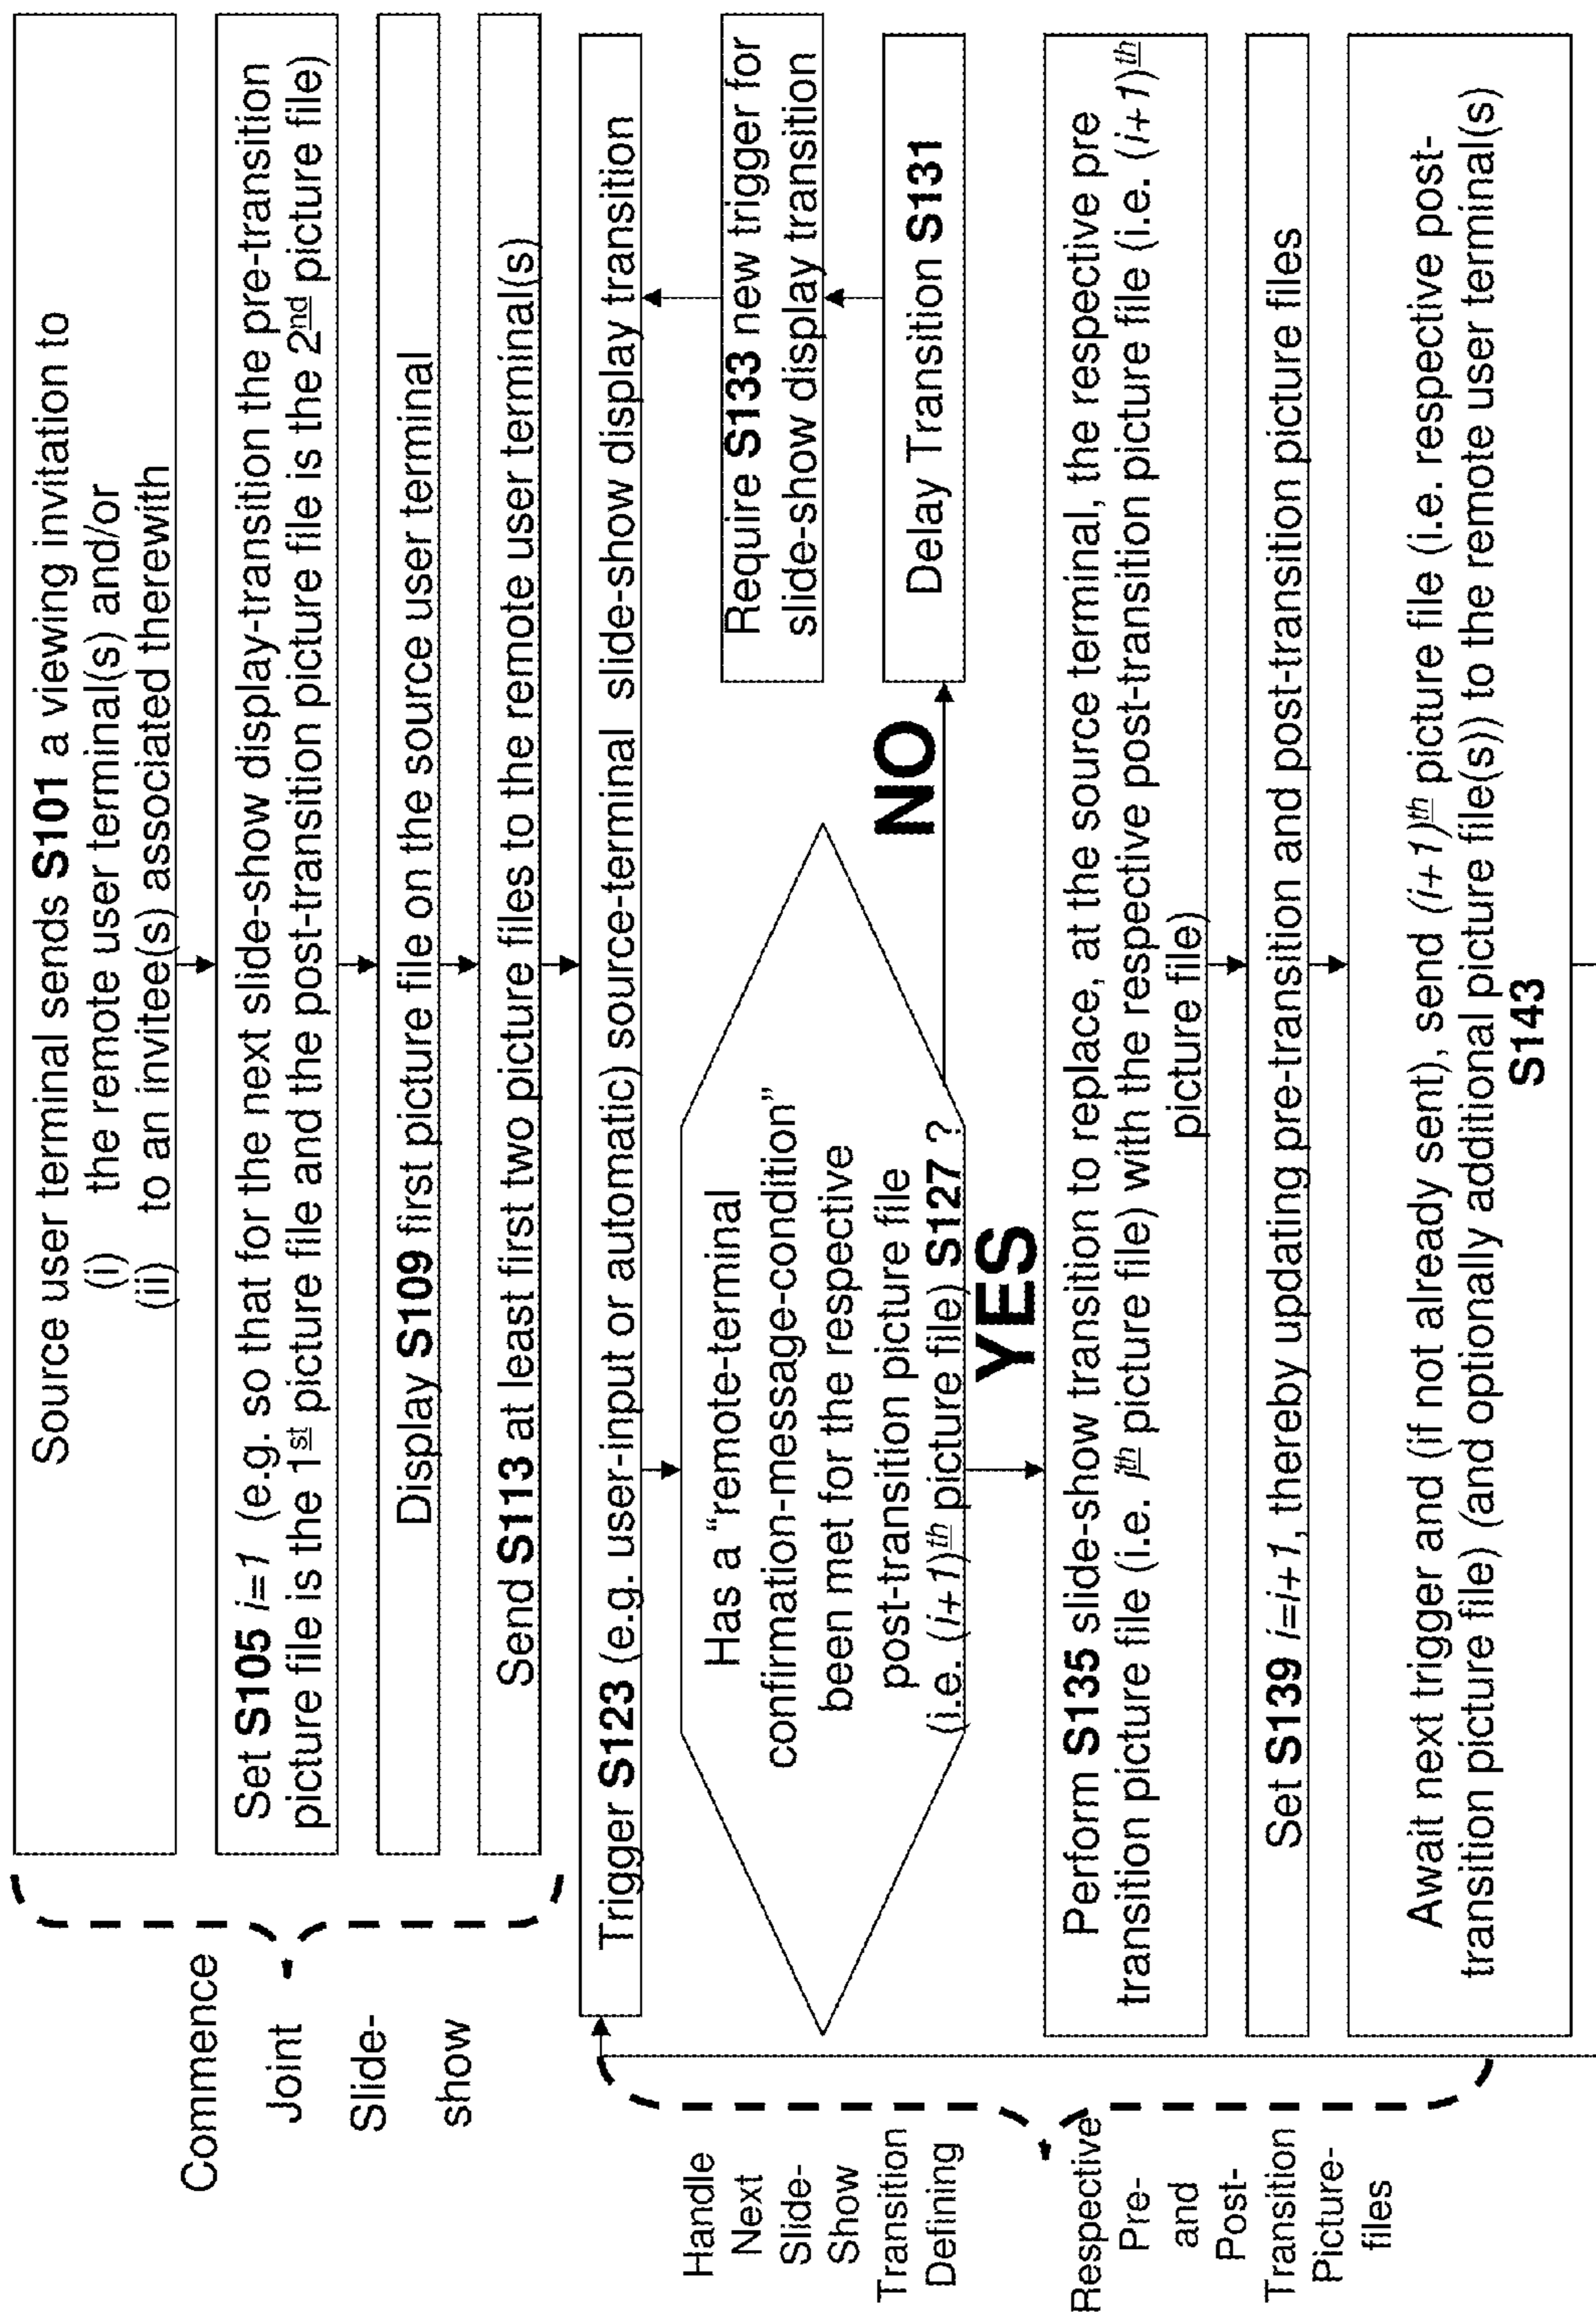 Source user terminal sends S101 a viewing invitation to
(i) the remote user terminal(s) and/or
(ii) to an invitee(s) associated therewith
Set S105 i=1 (e.g. so that for the next slide-show display-transition the pre-transition
picture file is the 1st picture file and the post-transition picture file is the 2nd picture file)
Display S109 first picture file on the source user terminal
Send S113 at least first two picture files to the remote user terminal(s)
Commence
Joint
Slide-
show
Trigger S123 (e.g. user-input or automatic) source-terminal slide-show display transition
Has a “remote-terminal
confirmation-message-condition”
been met for the respective
post-transition picture file
(i.e. (i+1)th picture file) S127 ?
NO
YES
Require S133 new trigger for
slide-show display transition
Delay Transition S131
Perform S135 slide-show transition to replace, at the source terminal, the respective pre
transition picture file (i.e. ith picture file) with the respective post-transition picture file (i.e. (i+1)th
picture file)
Set S139 i=i+1, thereby updating pre-transition and post-transition picture files
Await next trigger and (if not already sent), send (i+1)th picture file (i.e. respective post-
transition picture file) (and optionally additional picture file(s)) to the remote user terminal(s)
S143
Handle
Next
Slide-
Show
Transition
Defining
Respective
Pre-
and
Post-
Transition
Picture-
files